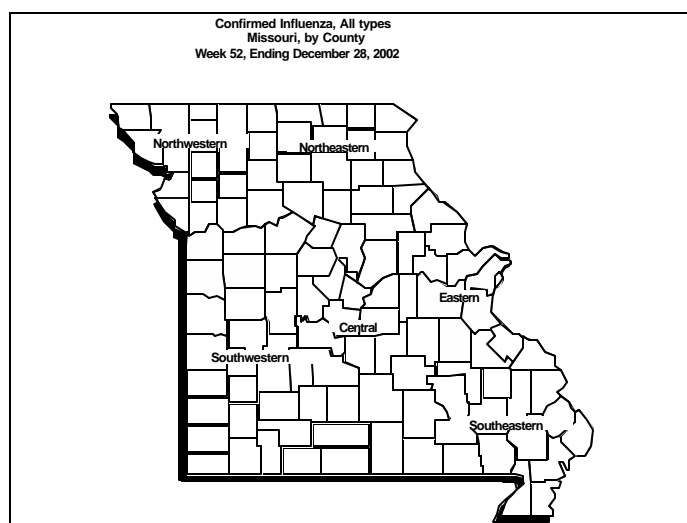 Confirmed Influenza, All types
Missouri, by County
Week 52, Ending December 28, 2002
Northwestern
Northeastern
Eastern
Central
Southwestern
Southeastern